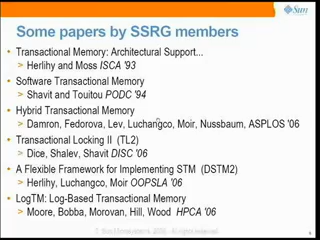 Sun
Some papers by SSRG members
• Transactional Memory: Architectural Support...
> Herlihy and Moss ISCA '93
• Software Transactional Memory
> Shavit and Touitou PODC '94
• Hybrid Transactional Memory
> Damron, Fedorova, Lev, Luchangco, Moir, Nussbaum, ASPLOS '06
• Transactional Locking II (TL2)
> Dice, Shalev, Shavit DISC '06
• A Flexible Framework for Implementing STM (DSTM2)
> Herlihy, Luchangco, Moir OOPSLA '06
• LogTM: Log-Based Transactional Memory
> Moore, Bobba, Morovan, Hill, Wood HPCA '06